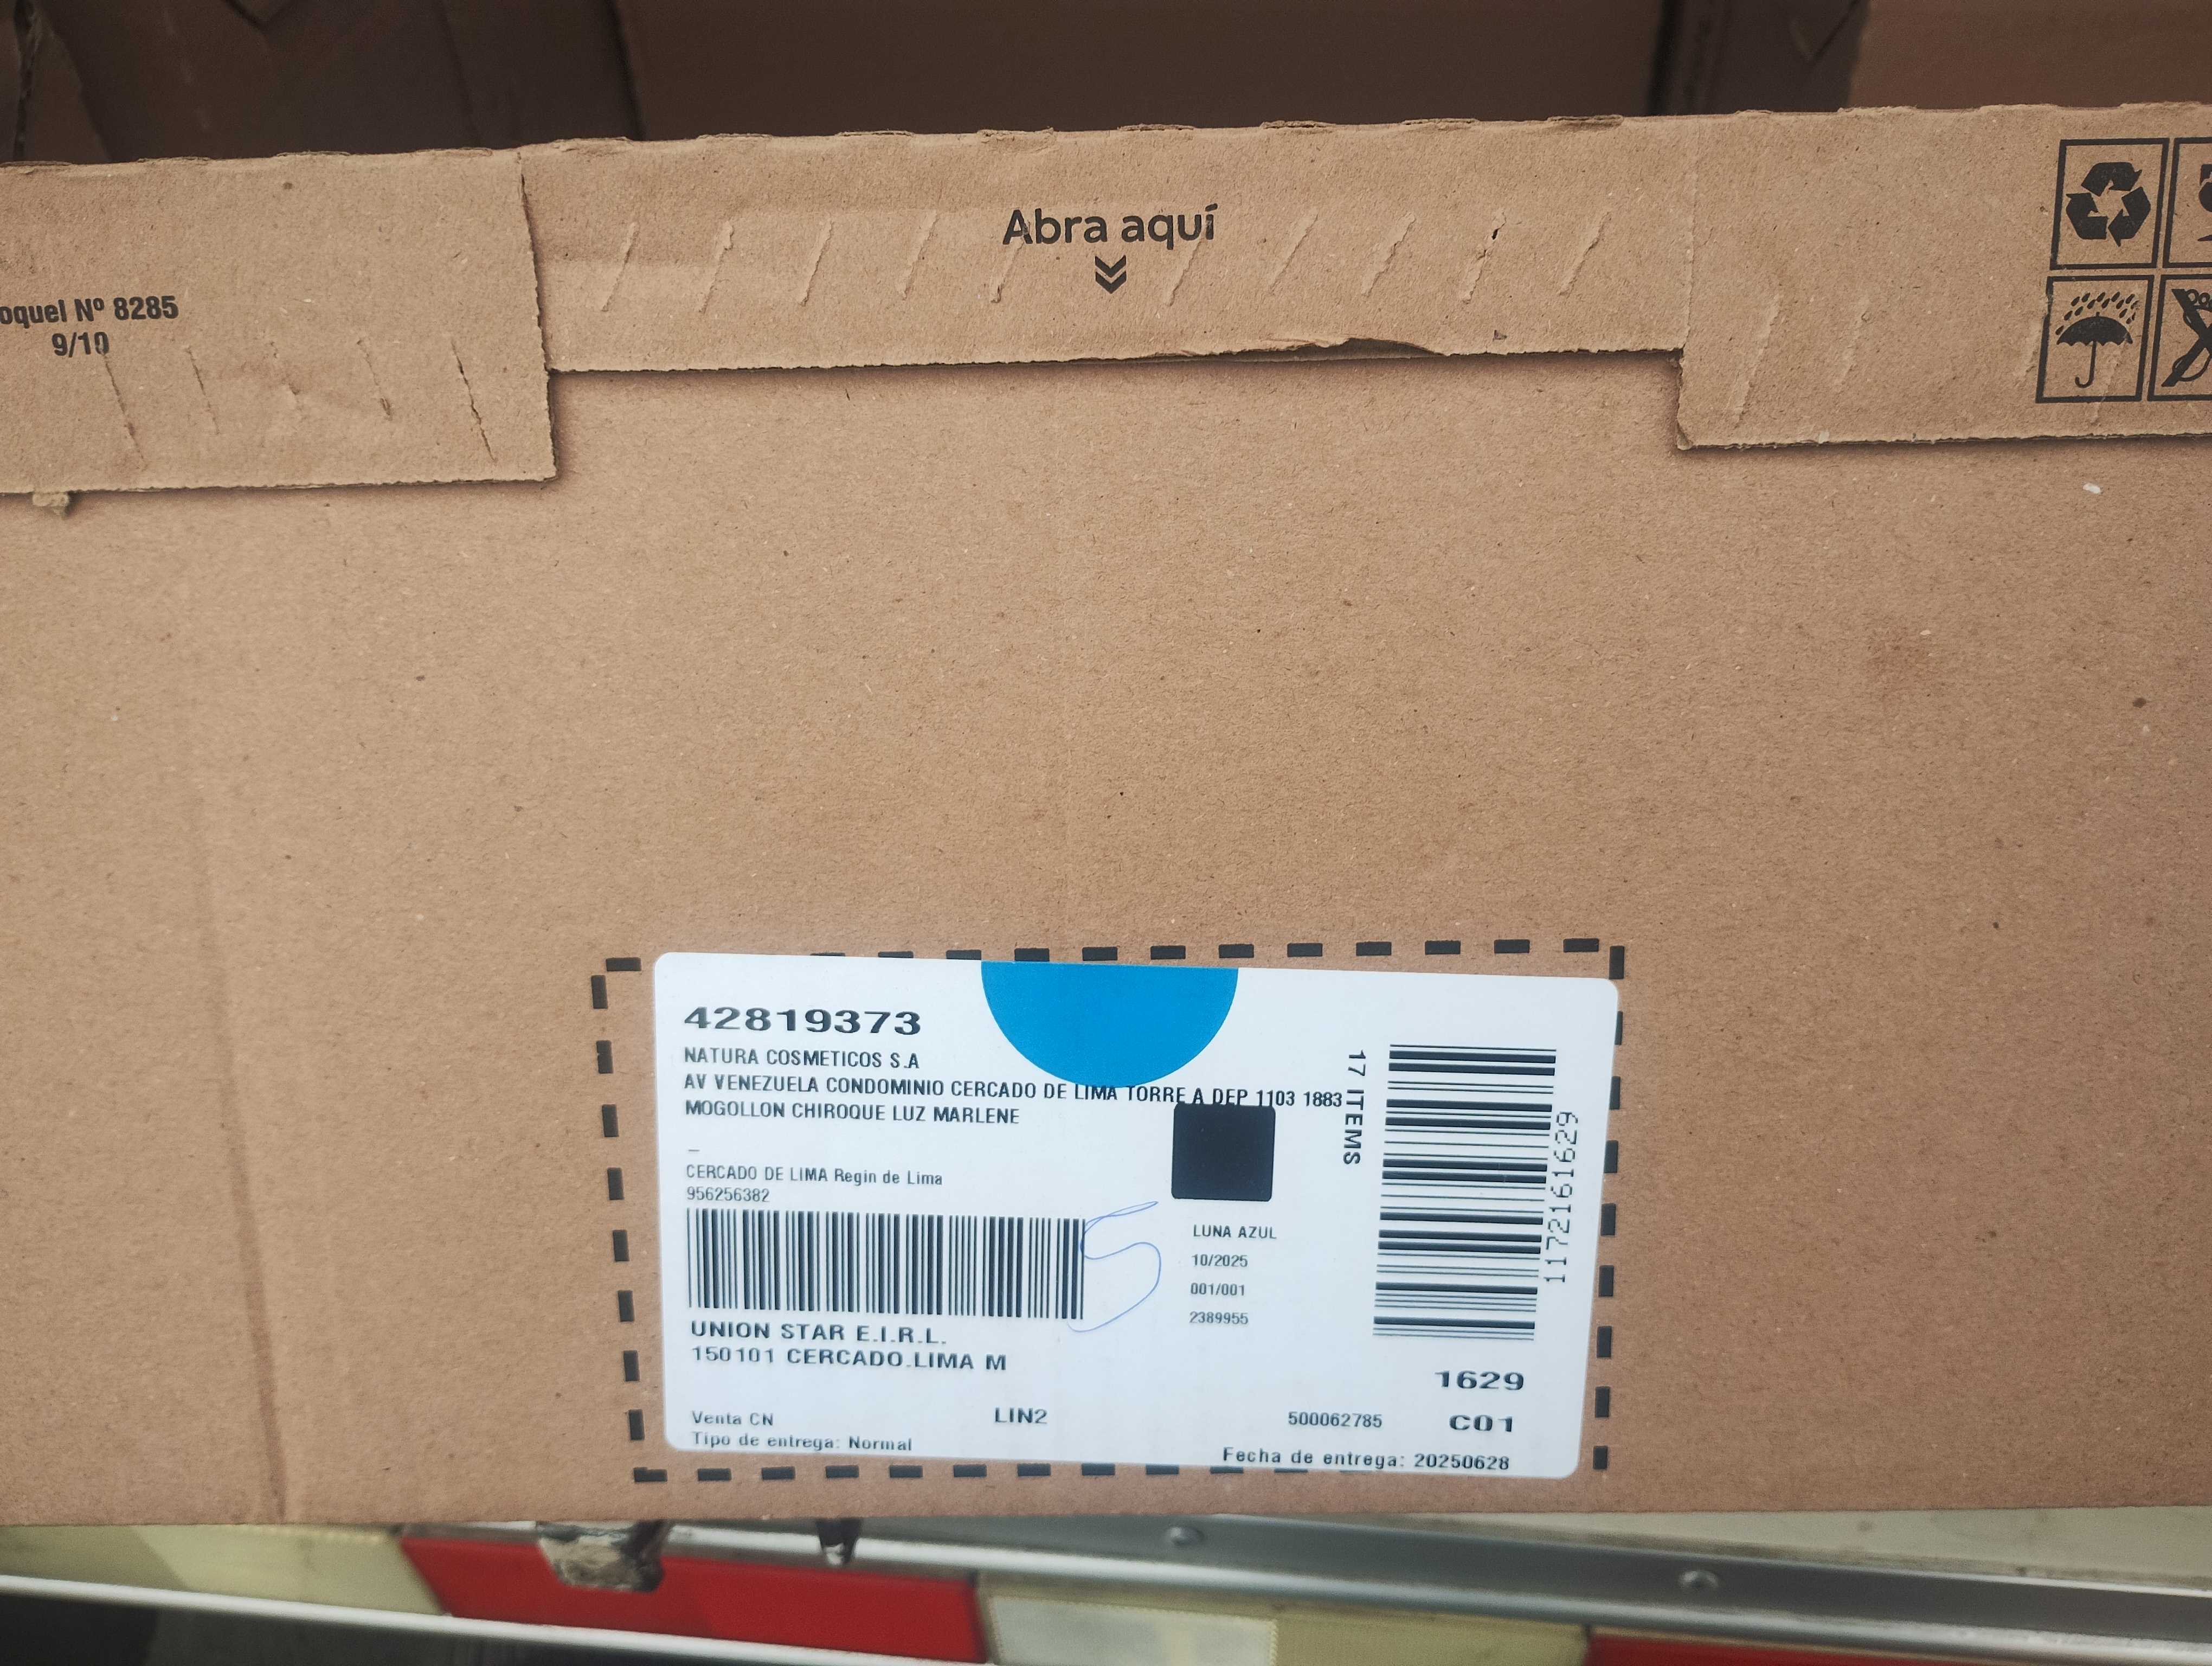 Abra aquí
oquel Nº 8285
9/10
42819373
NATURA COSMETICOS S.A
AV VENEZUELA CONDOMINIO CERCADO DE LIMA TORRE A DEP 1103 1883
MOGOLLON CHIROQUE LUZ MARLENE
_
CERCADO DE LIMA Regin de Lima
956256382
17 ITEMS
1172161629
LUNA AZUL
10/2025
001/001
2389955
5
UNION STAR E.I.R.L.
150101 CERCADO.LIMA M
1629
Venta CN
LIN2
500062785
C01
Tipo de entrega: Normal
Fecha de entrega: 20250628